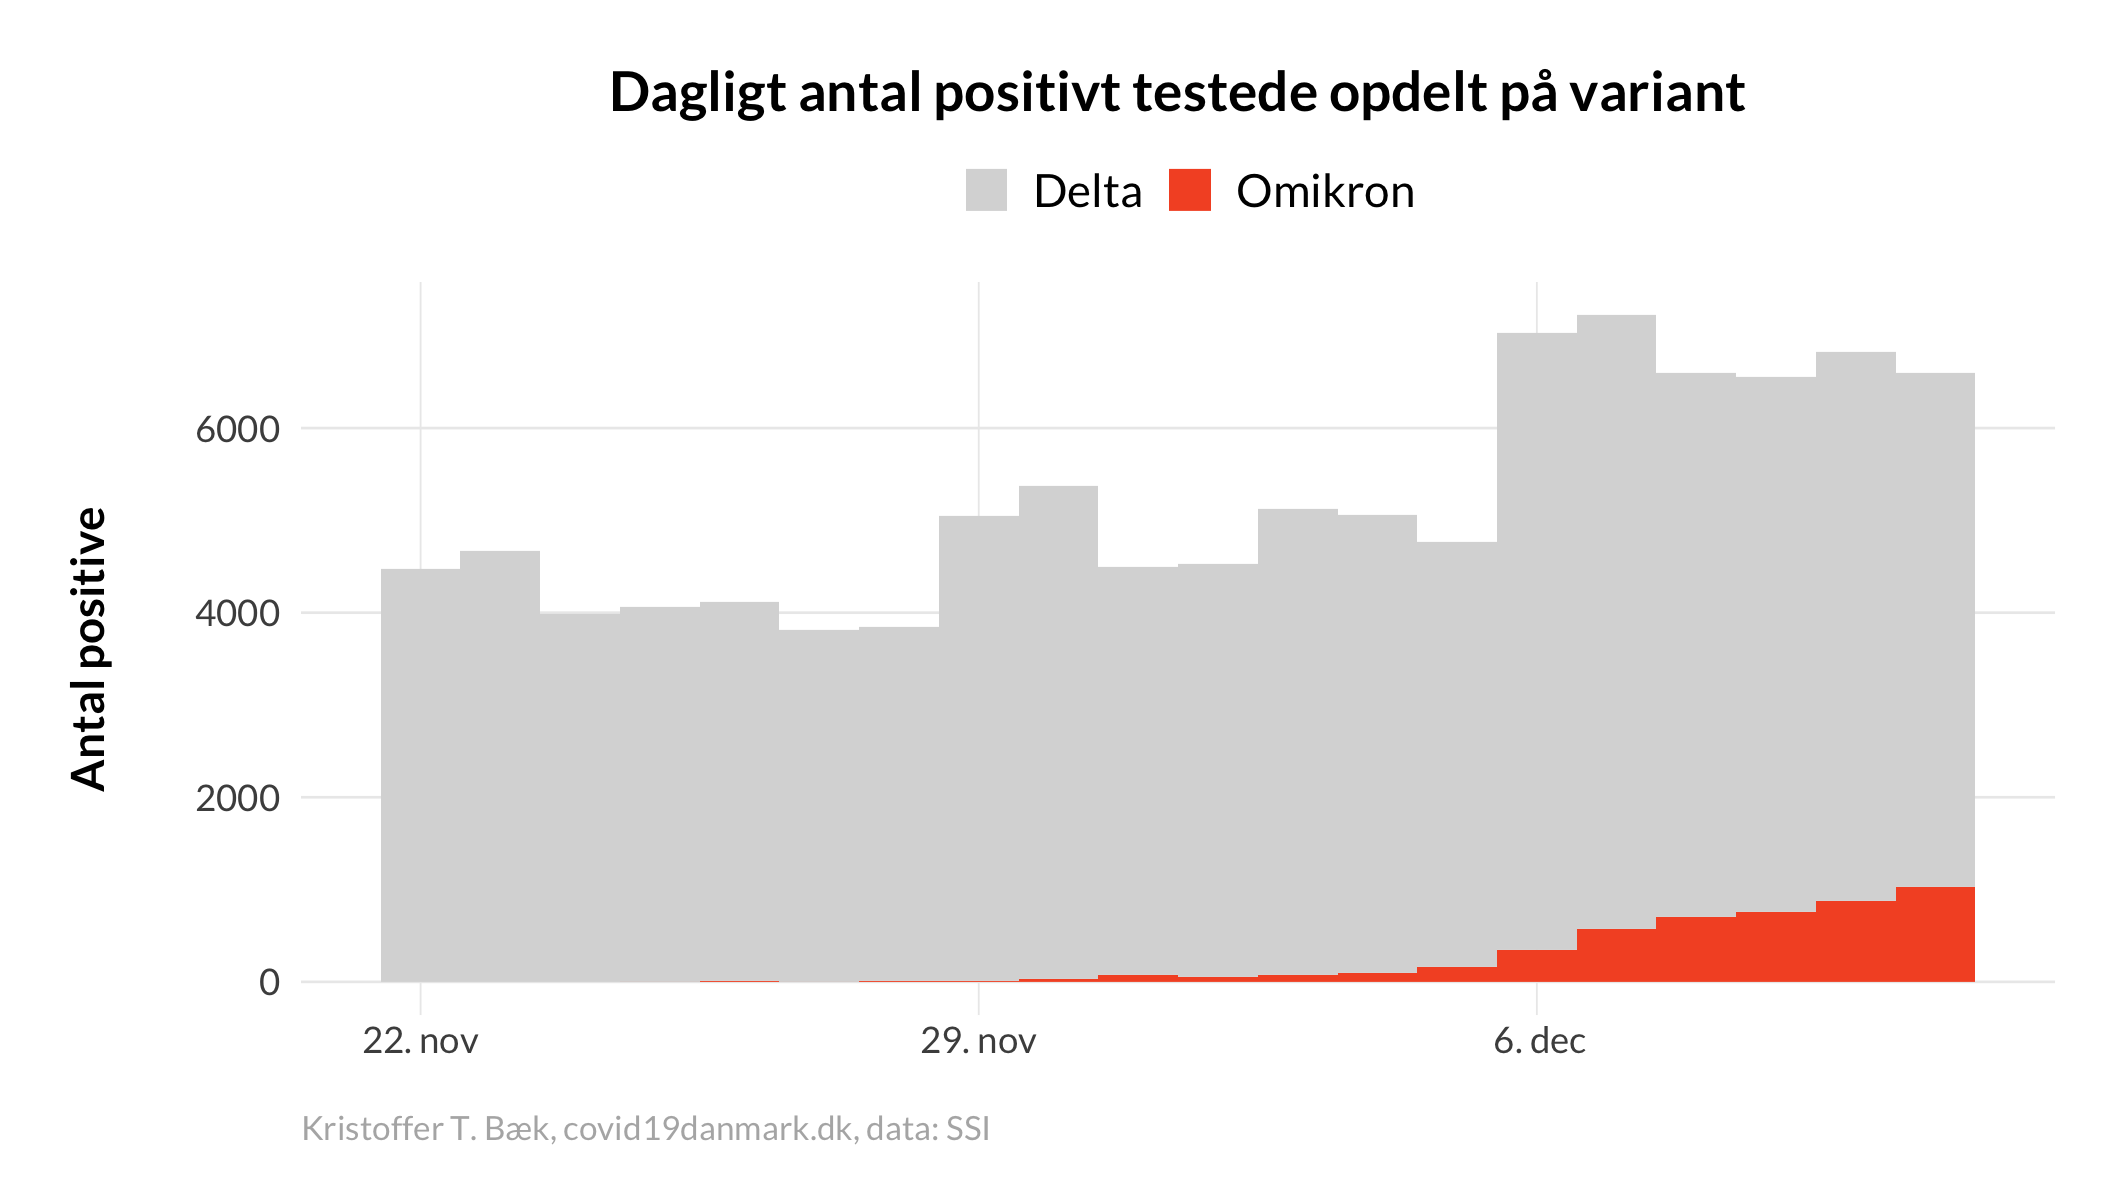 Dagligt antal positivt testede opdelt på variant
Delta Omikron
Antal positive
6000
4000
2000
0
22. nov 29. nov 6. dec
Kristoffer T. Bæk, covid19danmark.dk, data: SSI